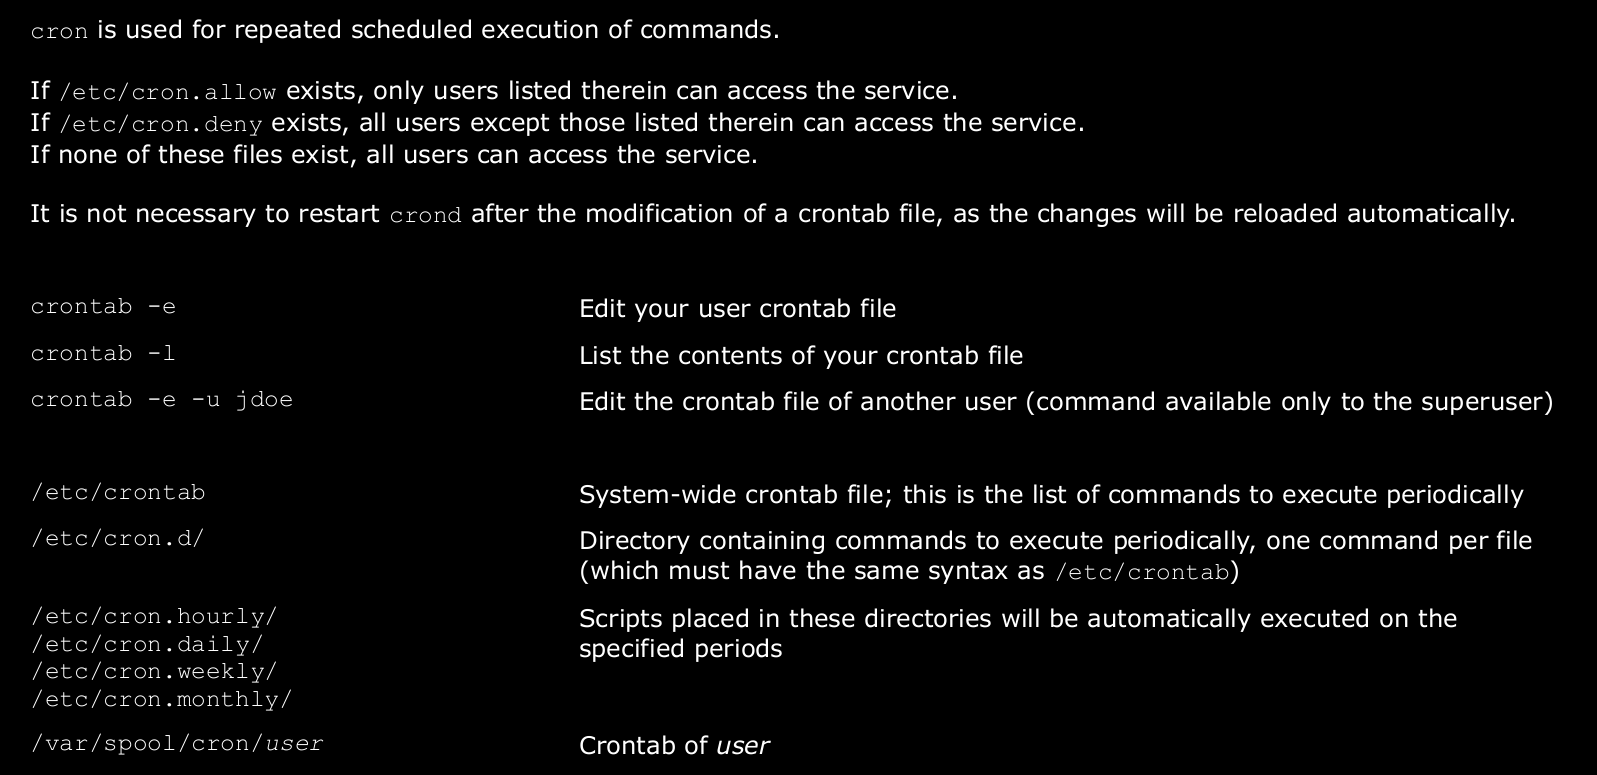 cron is used for repeated scheduled execution of commands.
If /etc/cron.allow exists, only users listed therein can access the service.
If /etc/cron.deny exists, all users except those listed therein can access the service.
If none of these files exist, all users can access the service.
It is not necessary to restart crond after the modification of a crontab file, as the changes will be reloaded automatically.
crontab -e Edit your user crontab file
crontab -l List the contents of your crontab file
crontab -e -u jdoe Edit the crontab file of another user (command available only to the superuser)
/etc/crontab System-wide crontab file; this is the list of commands to execute periodically
/etc/cron.d/ Directory containing commands to execute periodically, one command per file
(which must have the same syntax as /etc/crontab)
/etc/cron.hourly/ Scripts placed in these directories will be automatically executed on the
/etc/cron.daily/ specified periods
/etc/cron.weekly/
/etc/cron.monthly/
/var/spool/cron/user Crontab of user